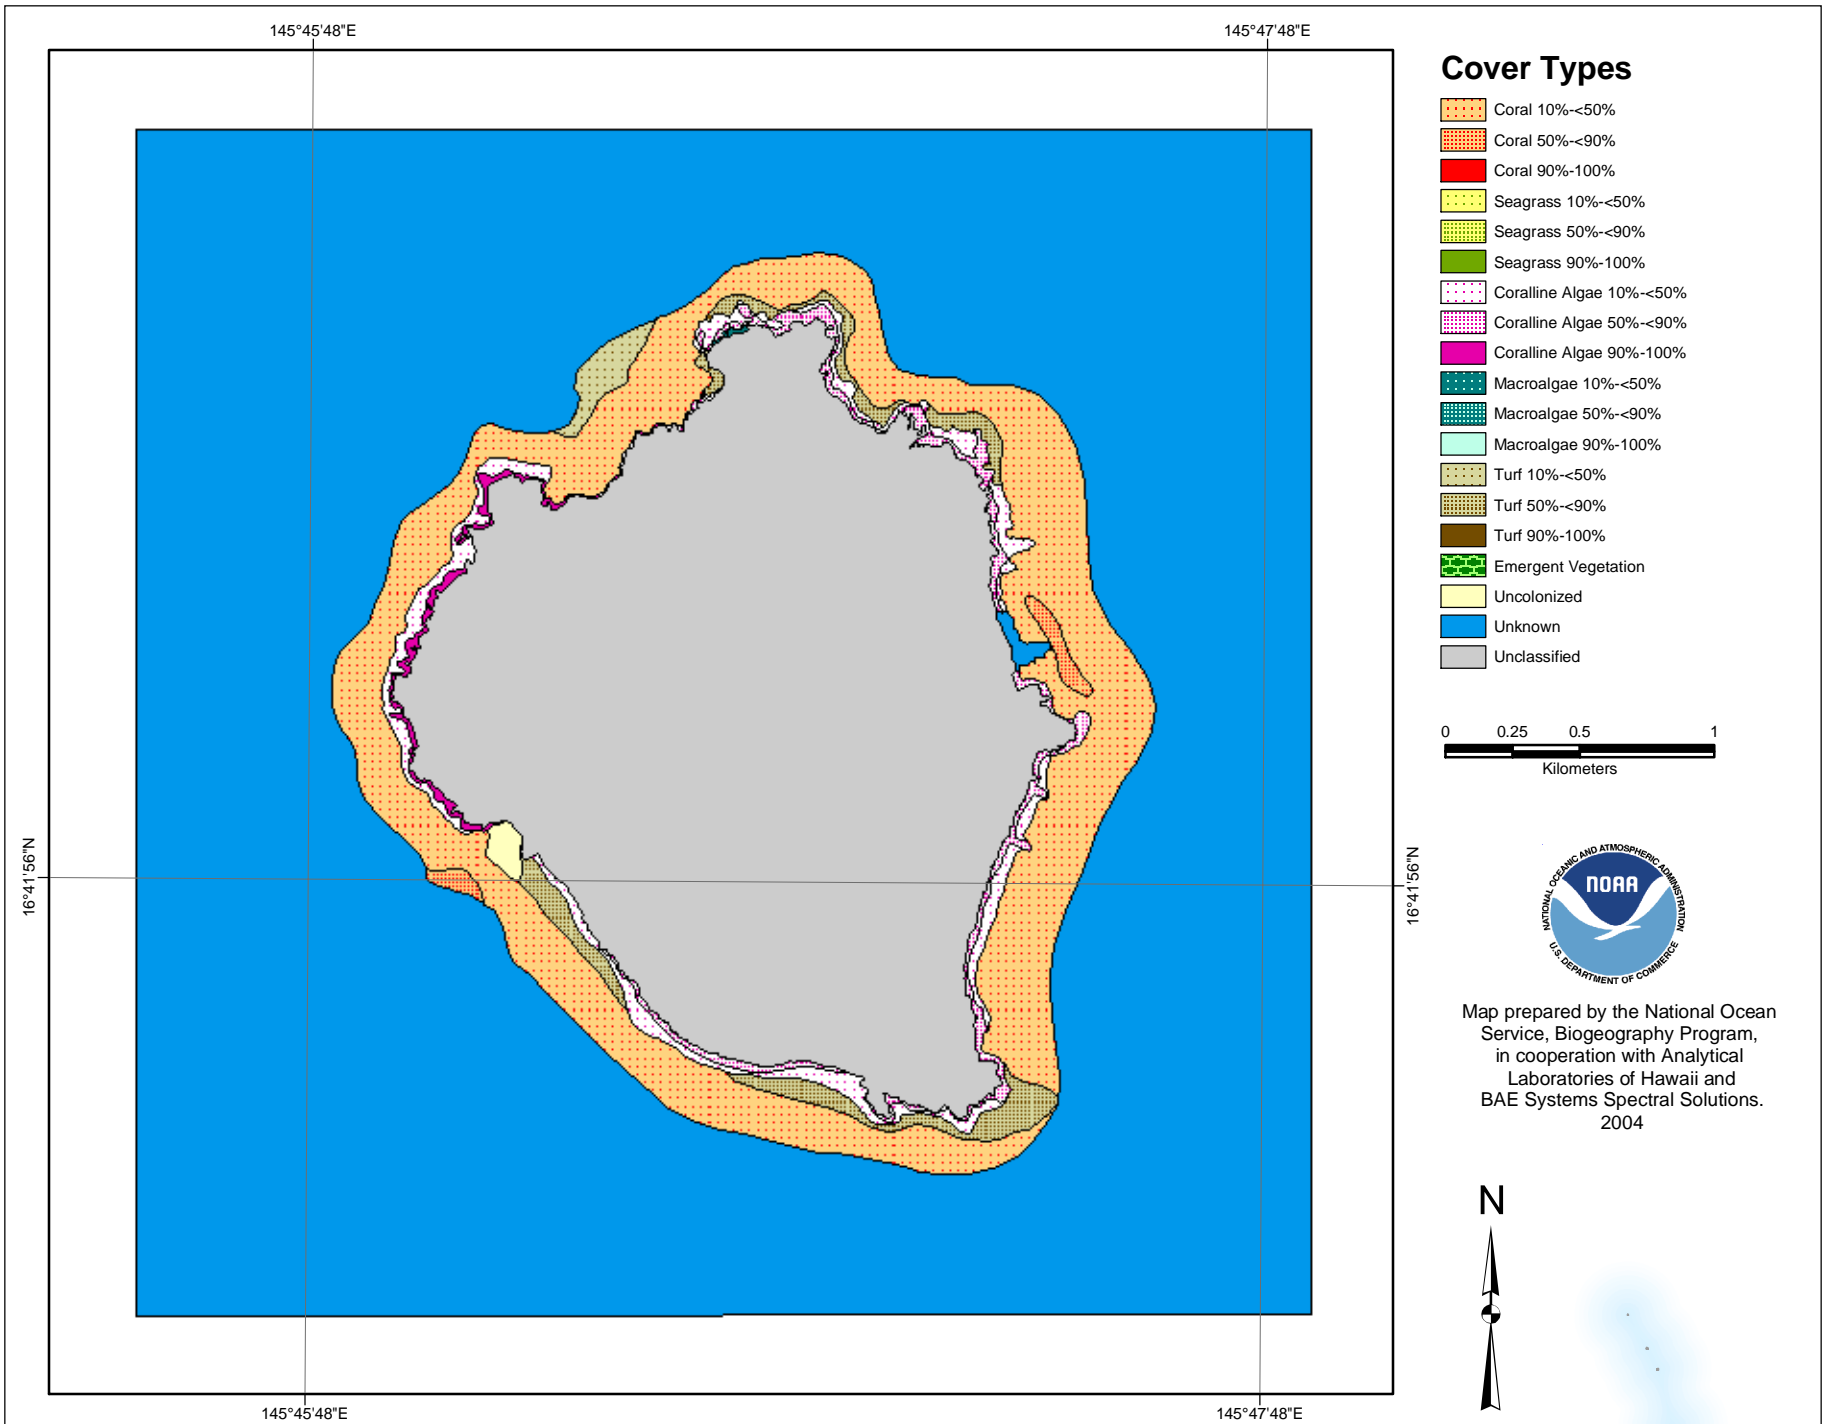 145°45'48"E
145°47'48"E
Cover Types
Coral 10%-<50%
Coral 50%-<90%
Coral 90%-100%
Seagrass 10%-<50%
Seagrass 50%-<90%
Seagrass 90%-100%
Coralline Algae 10%-<50%
Coralline Algae 50%-<90%
Coralline Algae 90%-100%
Macroalgae 10%-<50%
Macroalgae 50%-<90%
Macroalgae 90%-100%
Turf 10%-<50%
Turf 50%-<90%
Turf 90%-100%
Emergent Vegetation
Uncolonized
Unknown
Unclassified
0 0.25 0.5 1
Kilometers
16°41'56"N
16°41'56"N
NATIONAL OCEANIC AND ATMOSPHERIC ADMINISTRATION
NOAA
U.S. DEPARTMENT OF COMMERCE
Map prepared by the National Ocean
Service, Biogeography Program,
in cooperation with Analytical
Laboratories of Hawaii and
BAE Systems Spectral Solutions.
2004
N
145°45'48"E
145°47'48"E